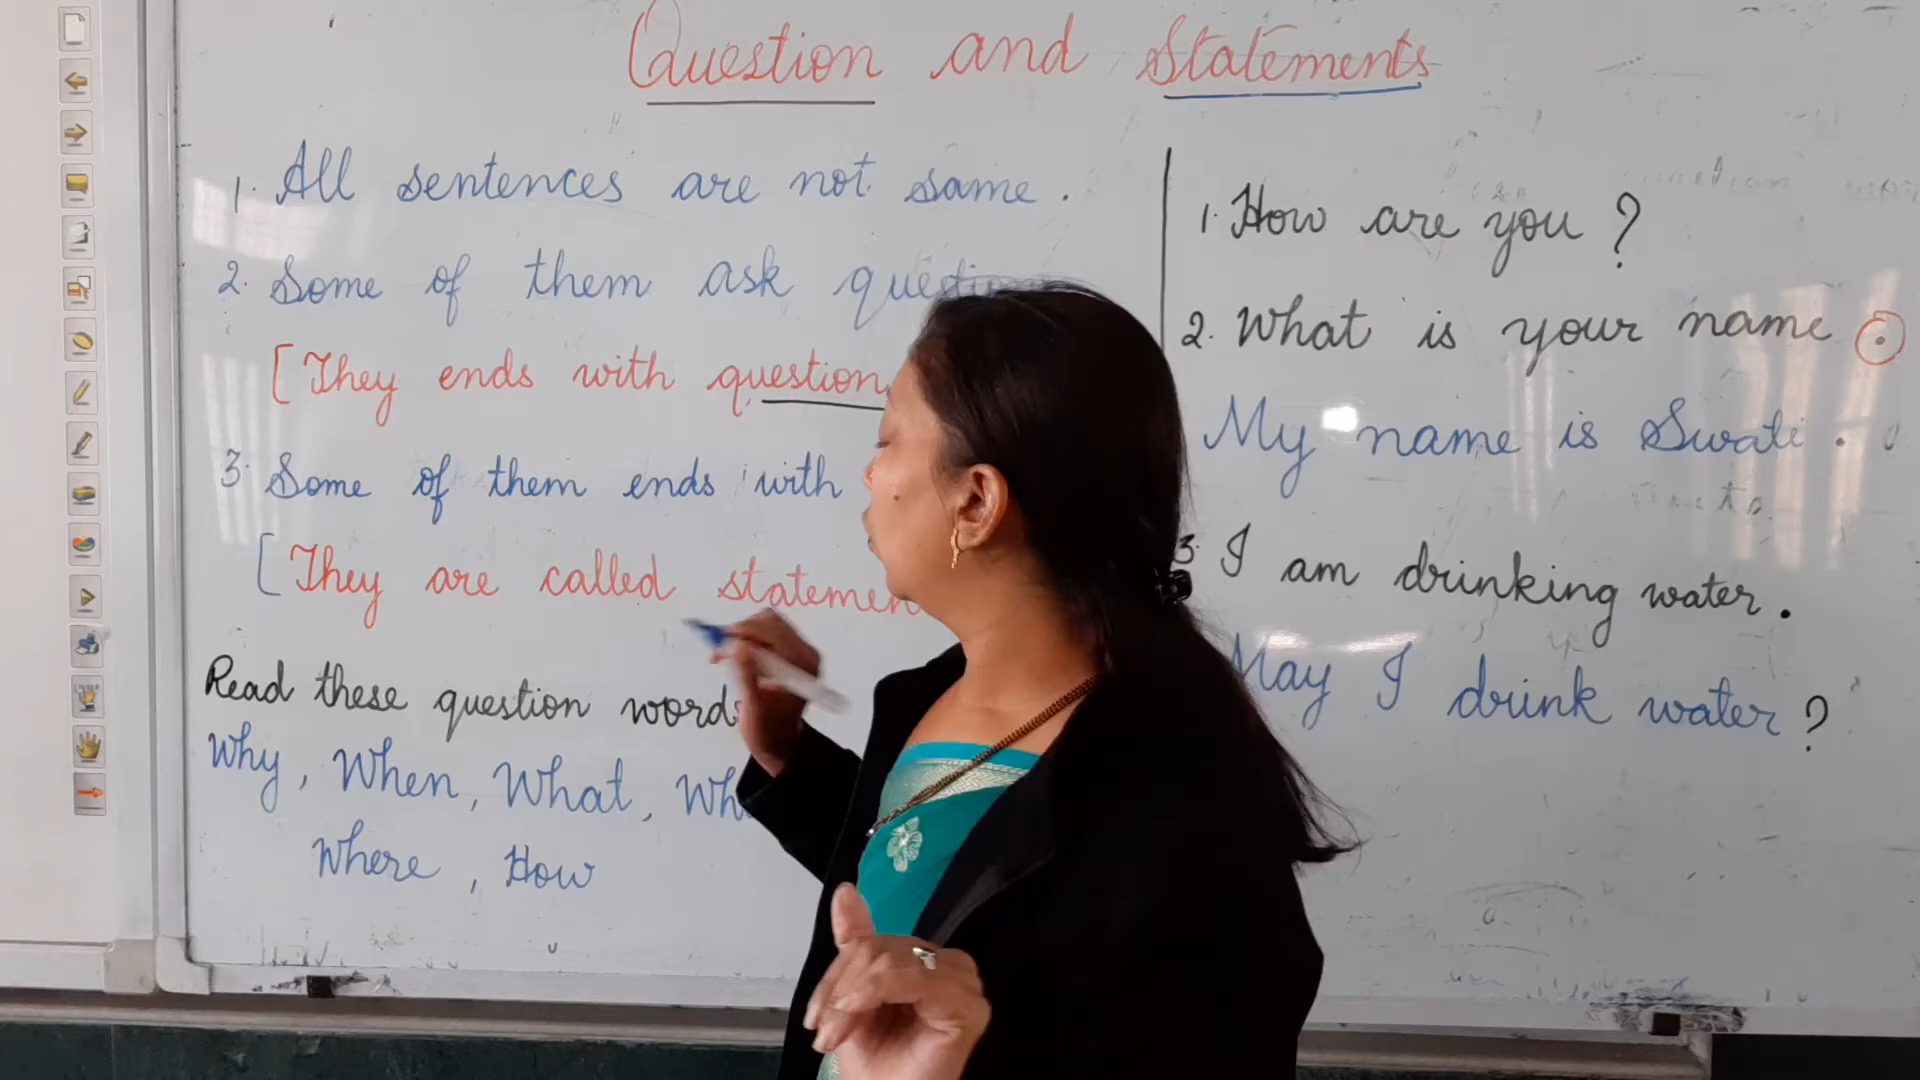 Question and Statements
1. All sentences are not same.
2. Some of them ask
[They ends with question
3. Some of them ends with
[They are called
Read these question words
Why, When, What,
Where, How
1. How are you?
2. What is your name .
My name is Swati.
3. I am drinking water.
May I drink water?